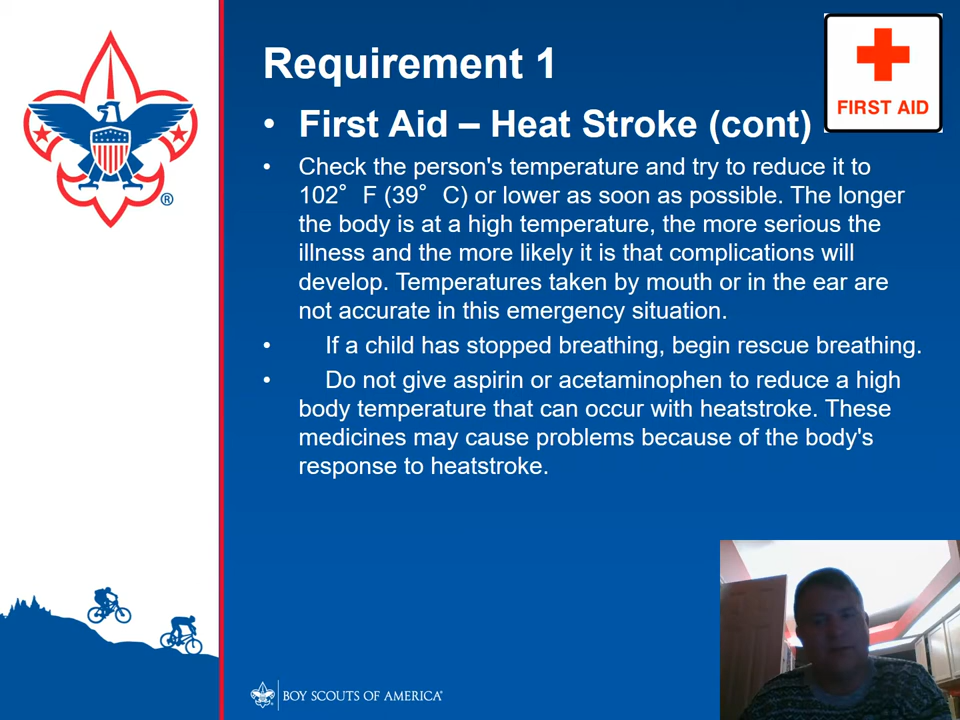 Requirement 1
FIRST AID
• First Aid – Heat Stroke (cont)
• Check the person's temperature and try to reduce it to
102° F (39° C) or lower as soon as possible. The longer
the body is at a high temperature, the more serious the
illness and the more likely it is that complications will
develop. Temperatures taken by mouth or in the ear are
not accurate in this emergency situation.
• If a child has stopped breathing, begin rescue breathing.
• Do not give aspirin or acetaminophen to reduce a high
body temperature that can occur with heatstroke. These
medicines may cause problems because of the body's
response to heatstroke.
®
BOY SCOUTS OF AMERICA®